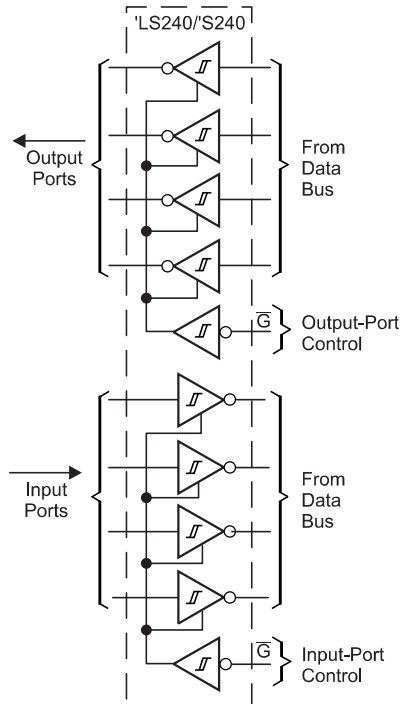 'LS240/'S240
Output
Ports
From
Data
Bus
G̅
Output-Port
Control
Input
Ports
From
Data
Bus
G̅
Input-Port
Control